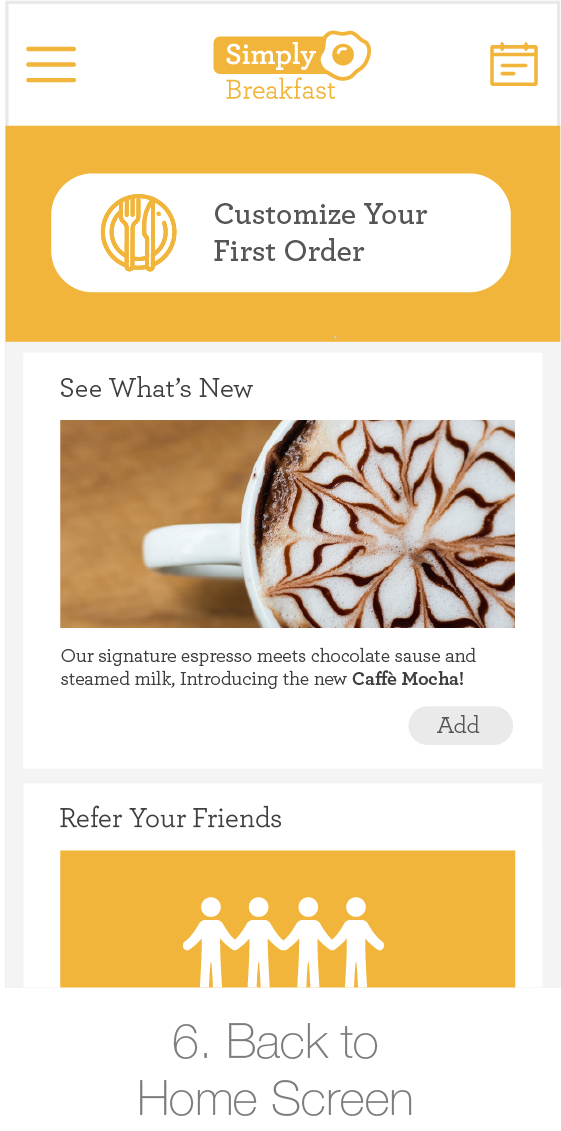 Simply
Breakfast
Customize Your
First Order
See What's New
Our signature espresso meets chocolate sause and
steamed milk, Introducing the new Caffè Mocha!
Add
Refer Your Friends
6. Back to
Home Screen